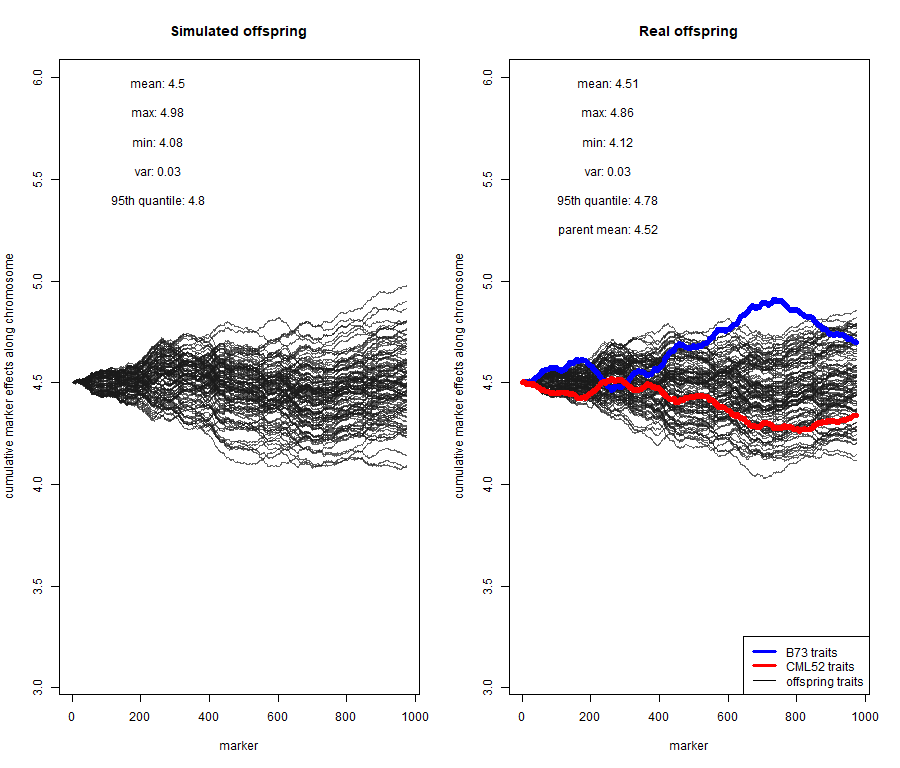 Simulated offspring
mean: 4.5
max: 4.98
min: 4.08
var: 0.03
95th quantile: 4.8
cumulative marker effects along chromosome
6.0
5.5
5.0
4.5
4.0
3.5
3.0
0 200 400 600 800 1000
marker
Real offspring
mean: 4.51
max: 4.86
min: 4.12
var: 0.03
95th quantile: 4.78
parent mean: 4.52
cumulative marker effects along chromosome
6.0
5.5
5.0
4.5
4.0
3.5
3.0
B73 traits
CML52 traits
offspring traits
0 200 400 600 800 1000
marker